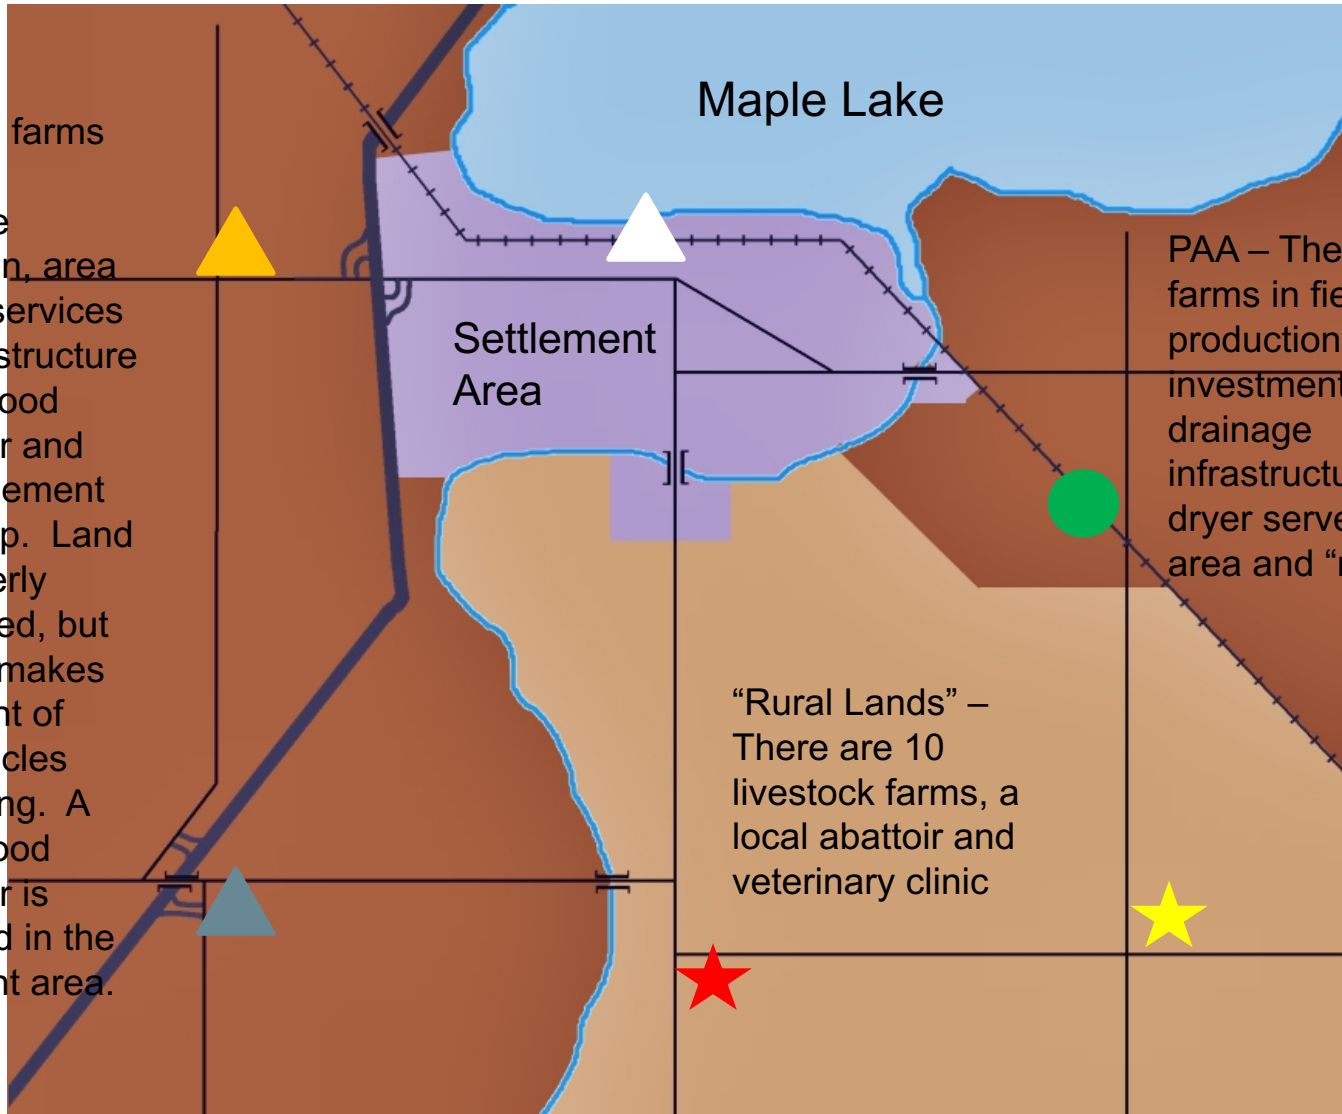 Maple Lake
farms
n, area
services
structure
ood
r and
ement
p. Land
erly
ed, but
makes
nt of
cles
ng. A
ood
r is
d in the
nt area.
Settlement
Area
PAA – The
farms in fie
production
investment
drainage
infrastructu
dryer serve
area and “r
“Rural Lands” –
There are 10
livestock farms, a
local abattoir and
veterinary clinic